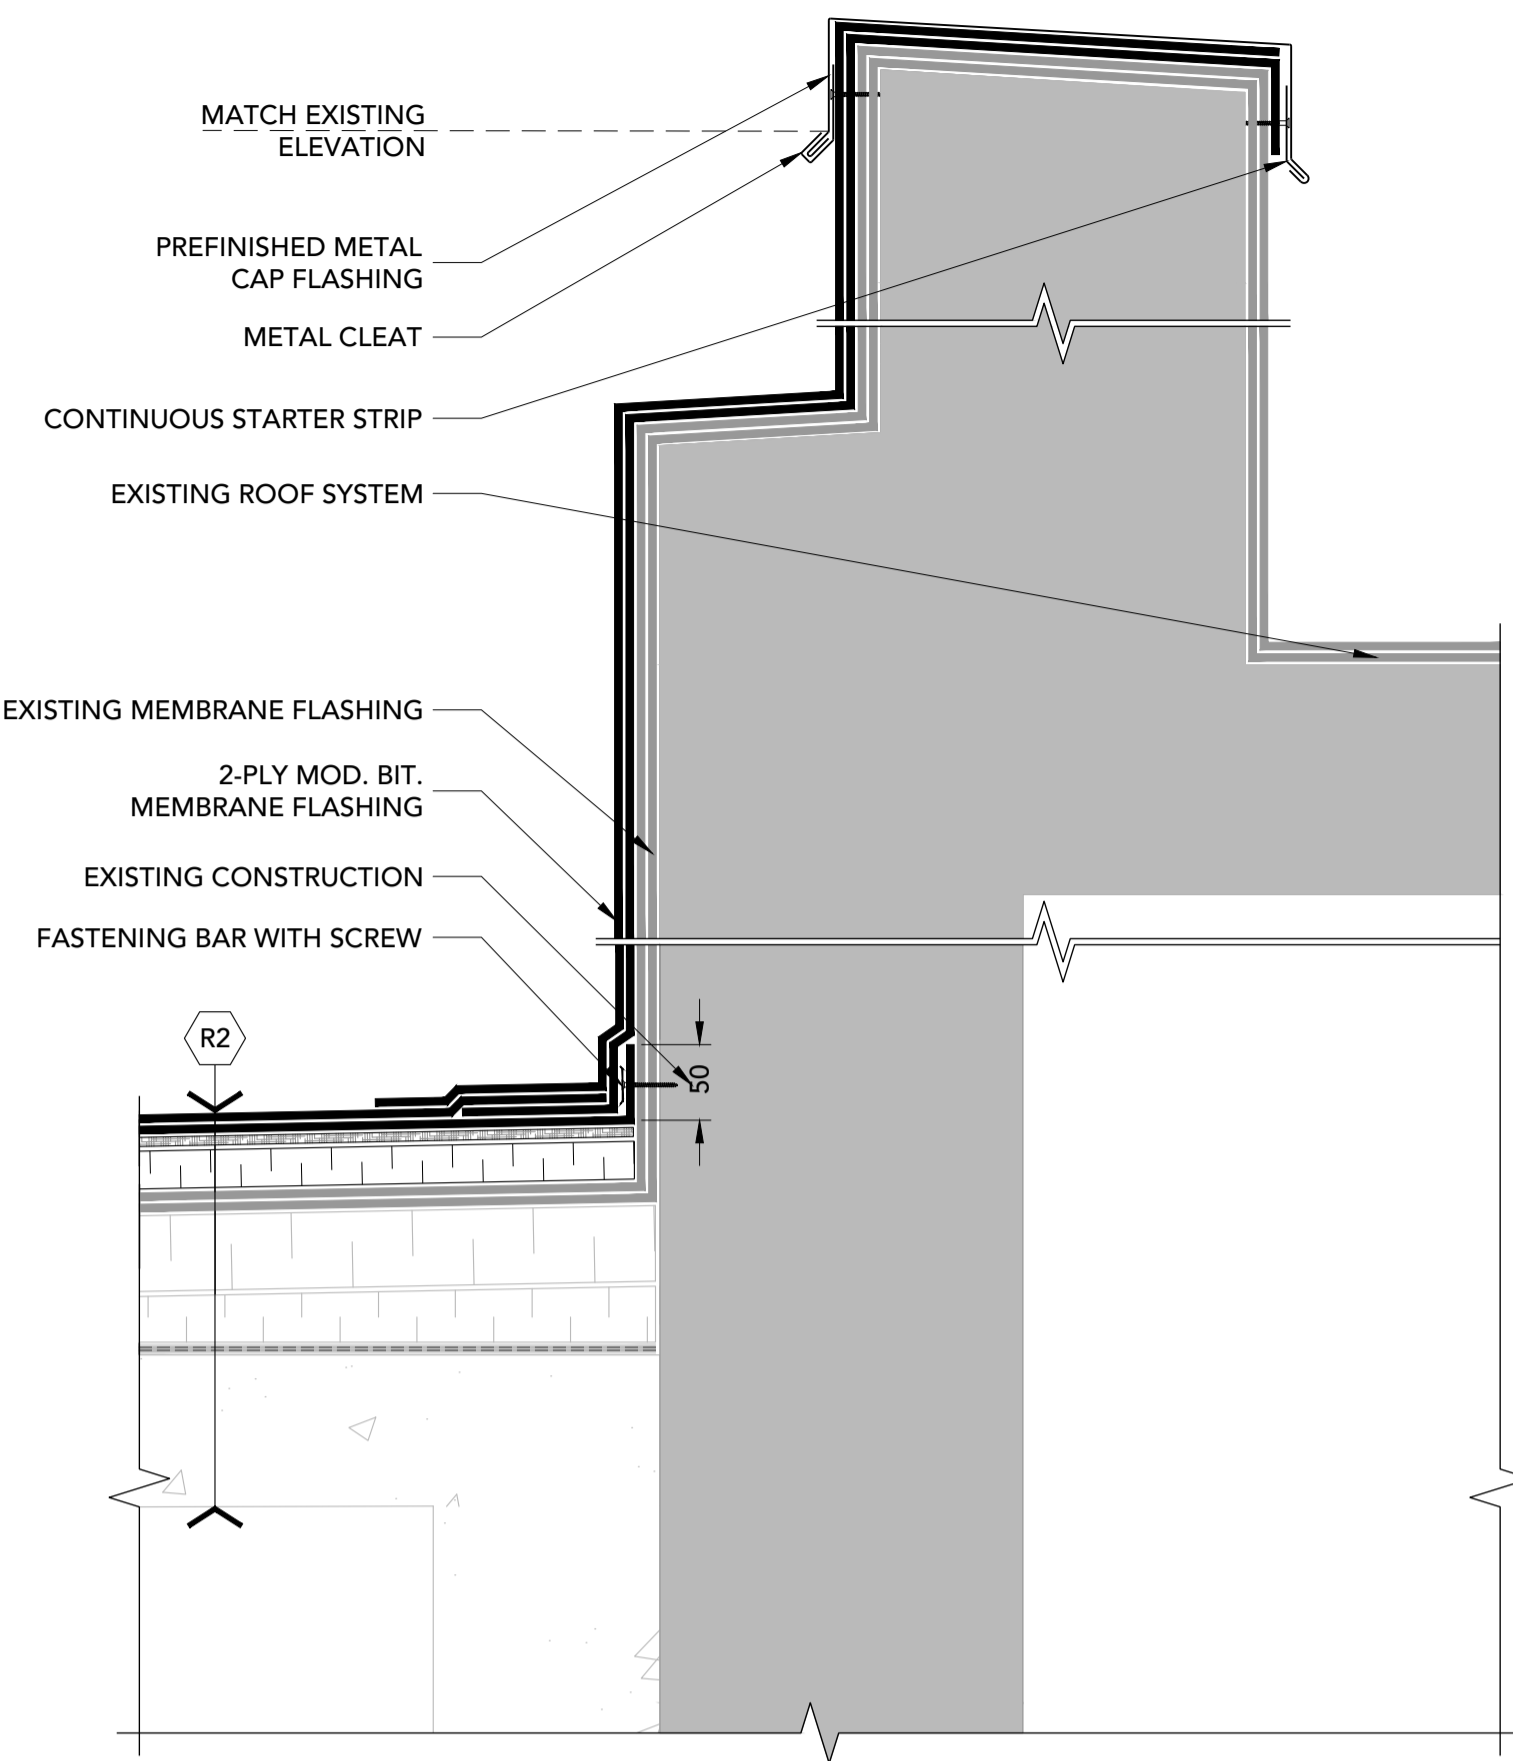 MATCH EXISTING
ELEVATION
PREFINISHED METAL
CAP FLASHING
METAL CLEAT
CONTINUOUS STARTER STRIP
EXISTING ROOF SYSTEM
EXISTING MEMBRANE FLASHING
2-PLY MOD. BIT.
MEMBRANE FLASHING
EXISTING CONSTRUCTION
FASTENING BAR WITH SCREW
R2
50